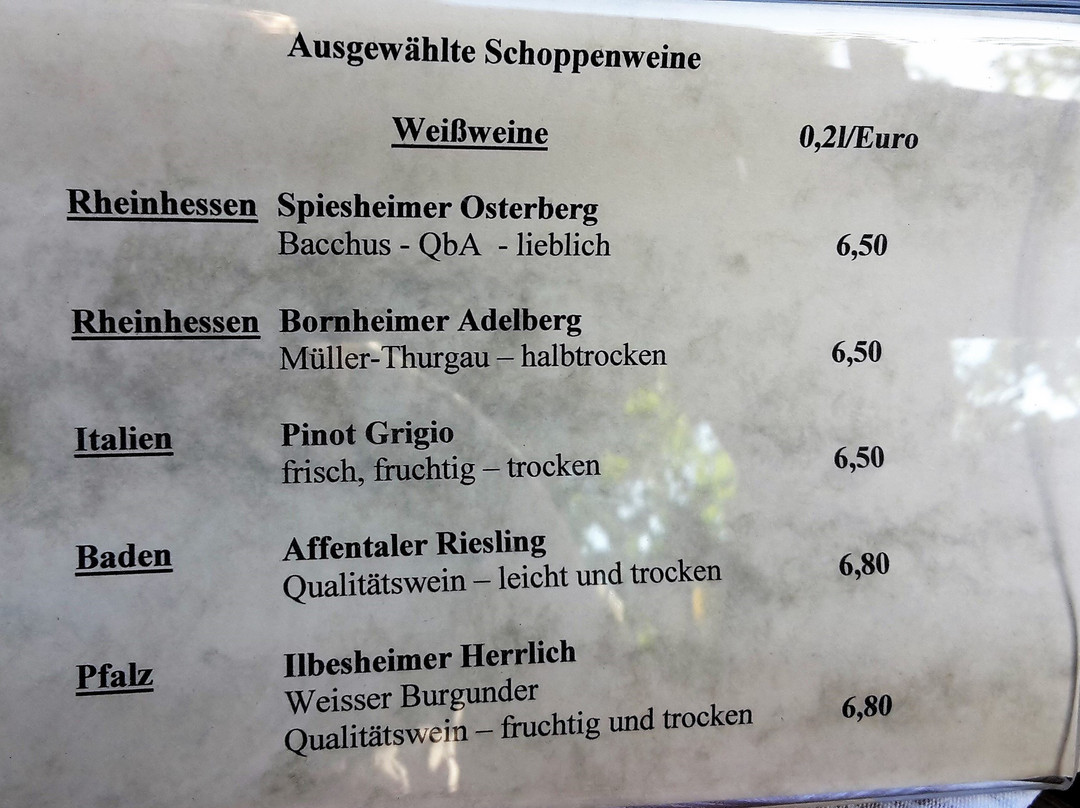 Ausgewählte Schoppenweine
Weißweine 0,2l/Euro
Rheinhessen Spiesheimer Osterberg
Bacchus - QbA - lieblich 6,50
Rheinhessen Bornheimer Adelberg
Müller-Thurgau – halbtrocken 6,50
Italien Pinot Grigio
frisch, fruchtig – trocken 6,50
Baden Affentaler Riesling
Qualitätswein – leicht und trocken 6,80
Pfalz Ilbesheimer Herrlich
Weisser Burgunder
Qualitätswein – fruchtig und trocken 6,80